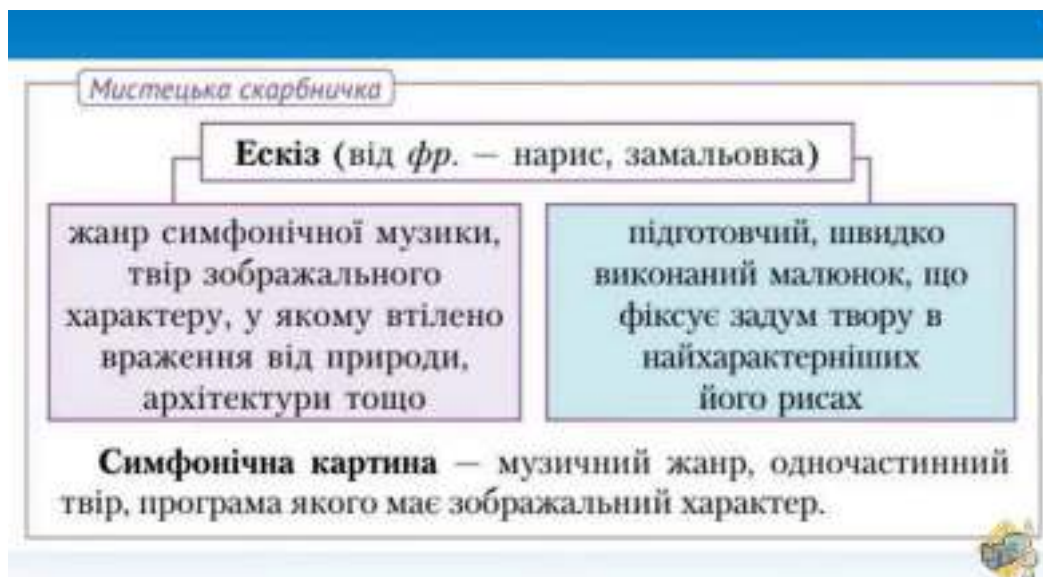 Мистецька скарбничка
Ескіз (від фр. — нарис, замальовка)
жанр симфонічної музики,
твір зображального
характеру, у якому втілено
враження від природи,
архітектури тощо
підготовчий, швидко
виконаний малюнок, що
фіксує задум твору в
найхарактерніших
його рисах
Симфонічна картина — музичний жанр, одночастинний
твір, програма якого має зображальний характер.